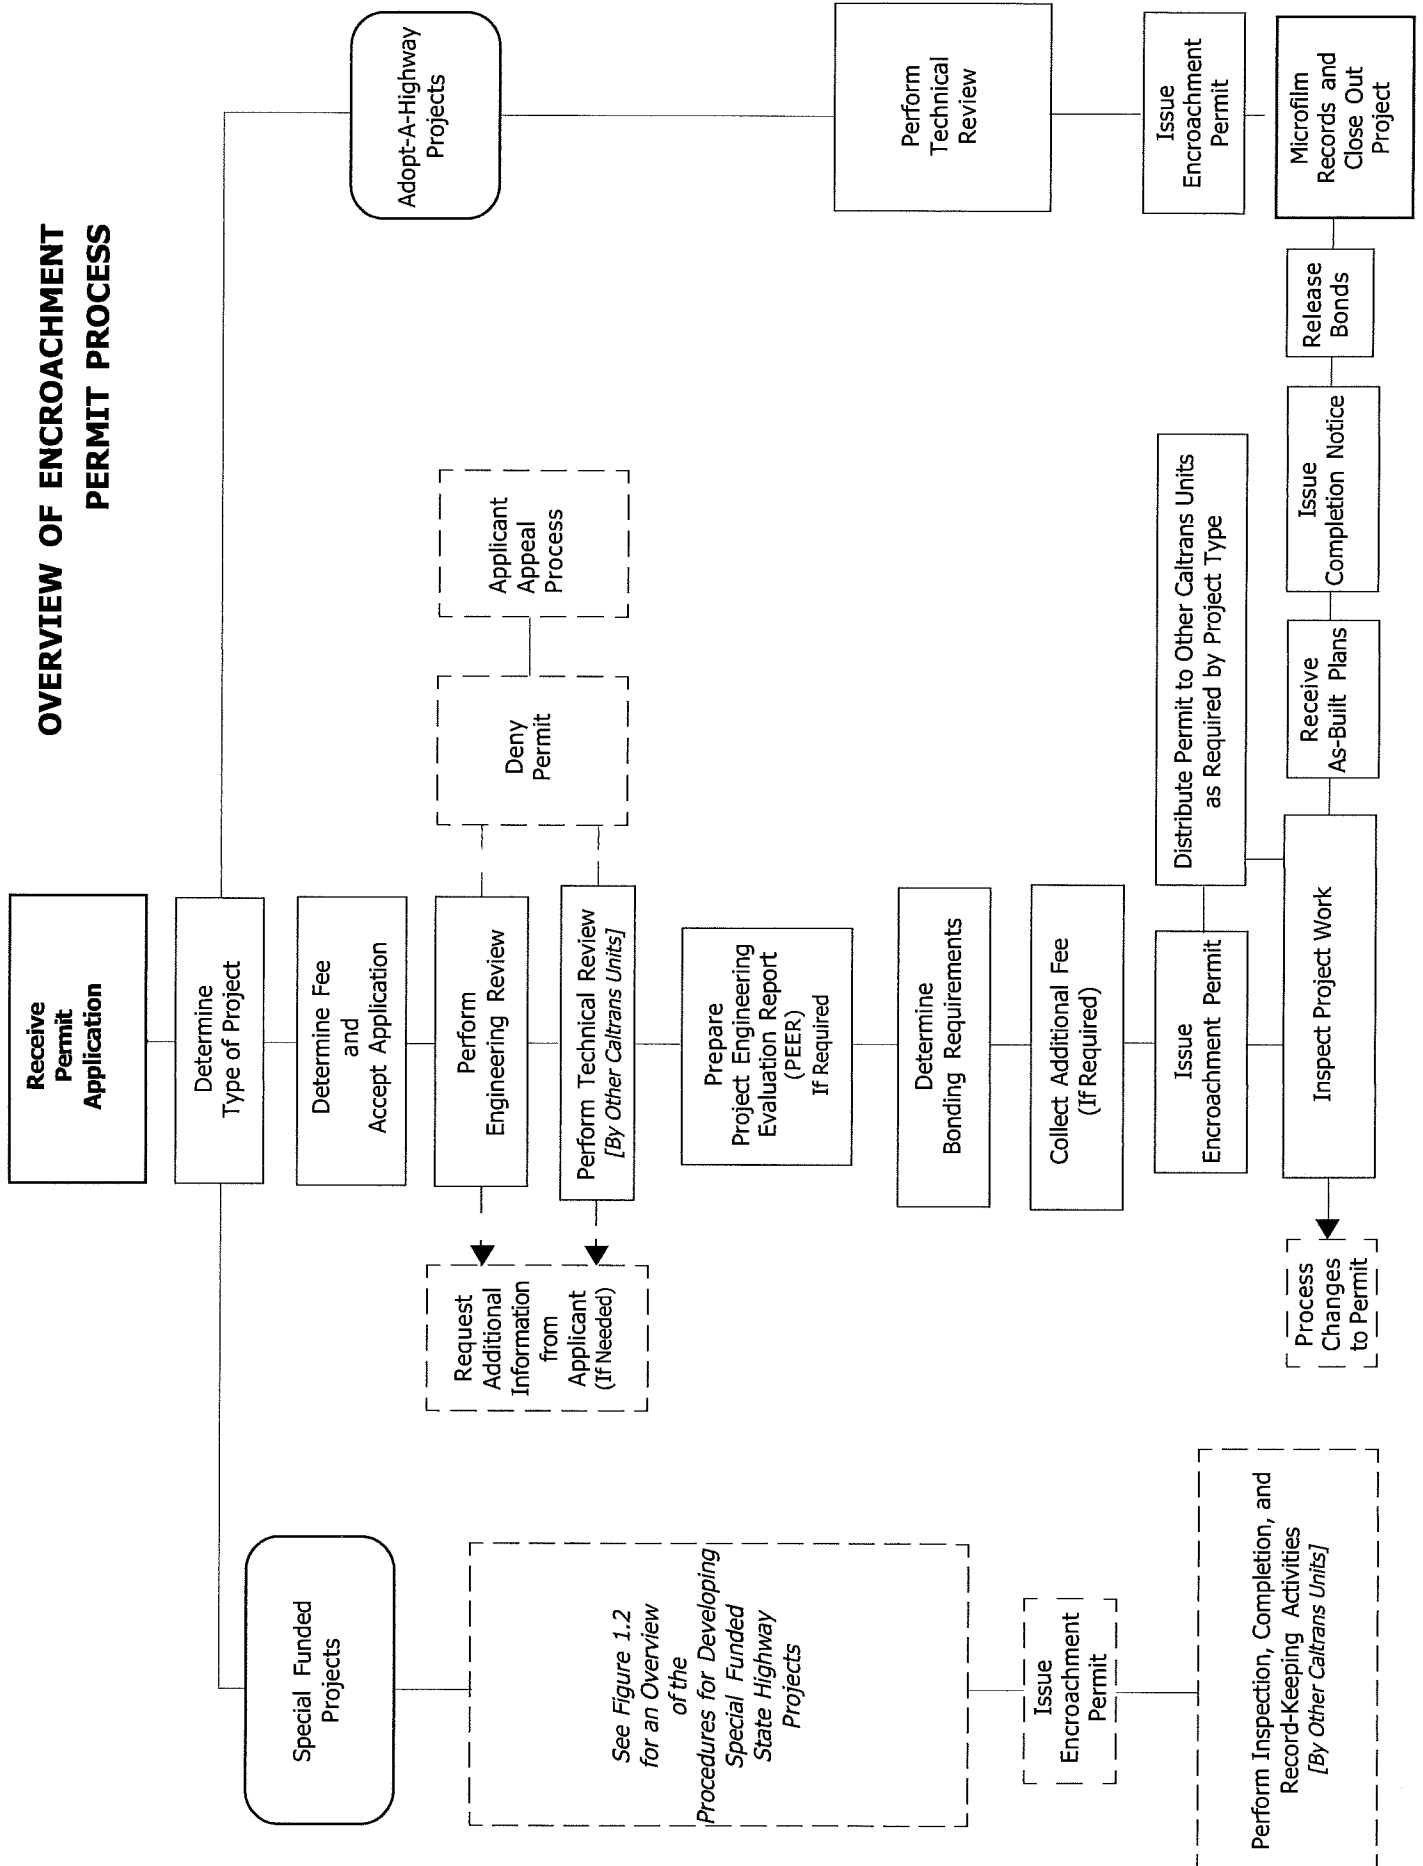 OVERVIEW OF ENCROACHMENT
PERMIT PROCESS
Receive
Permit
Application
Determine
Type of Project
Special Funded
Projects
Adopt-A-Highway
Projects
Determine Fee
and
Accept Application
Perform
Engineering Review
Perform Technical Review
[By Other Caltrans Units]
Request
Additional
Information
from
Applicant
(If Needed)
Deny
Permit
Applicant
Appeal
Process
See Figure 1.2
for an Overview
of the
Procedures for Developing
Special Funded
State Highway
Projects
Prepare
Project Engineering
Evaluation Report
(PEER)
If Required
Perform
Technical
Review
Determine
Bonding Requirements
Collect Additional Fee
(If Required)
Issue
Encroachment
Permit
Issue
Encroachment Permit
Distribute Permit to Other Caltrans Units
as Required by Project Type
Issue
Encroachment
Permit
Perform Inspection, Completion, and
Record-Keeping Activities
[By Other Caltrans Units]
Process
Changes
to Permit
Inspect Project Work
Receive
As-Built Plans
Issue
Completion Notice
Release
Bonds
Microfilm
Records and
Close Out
Project